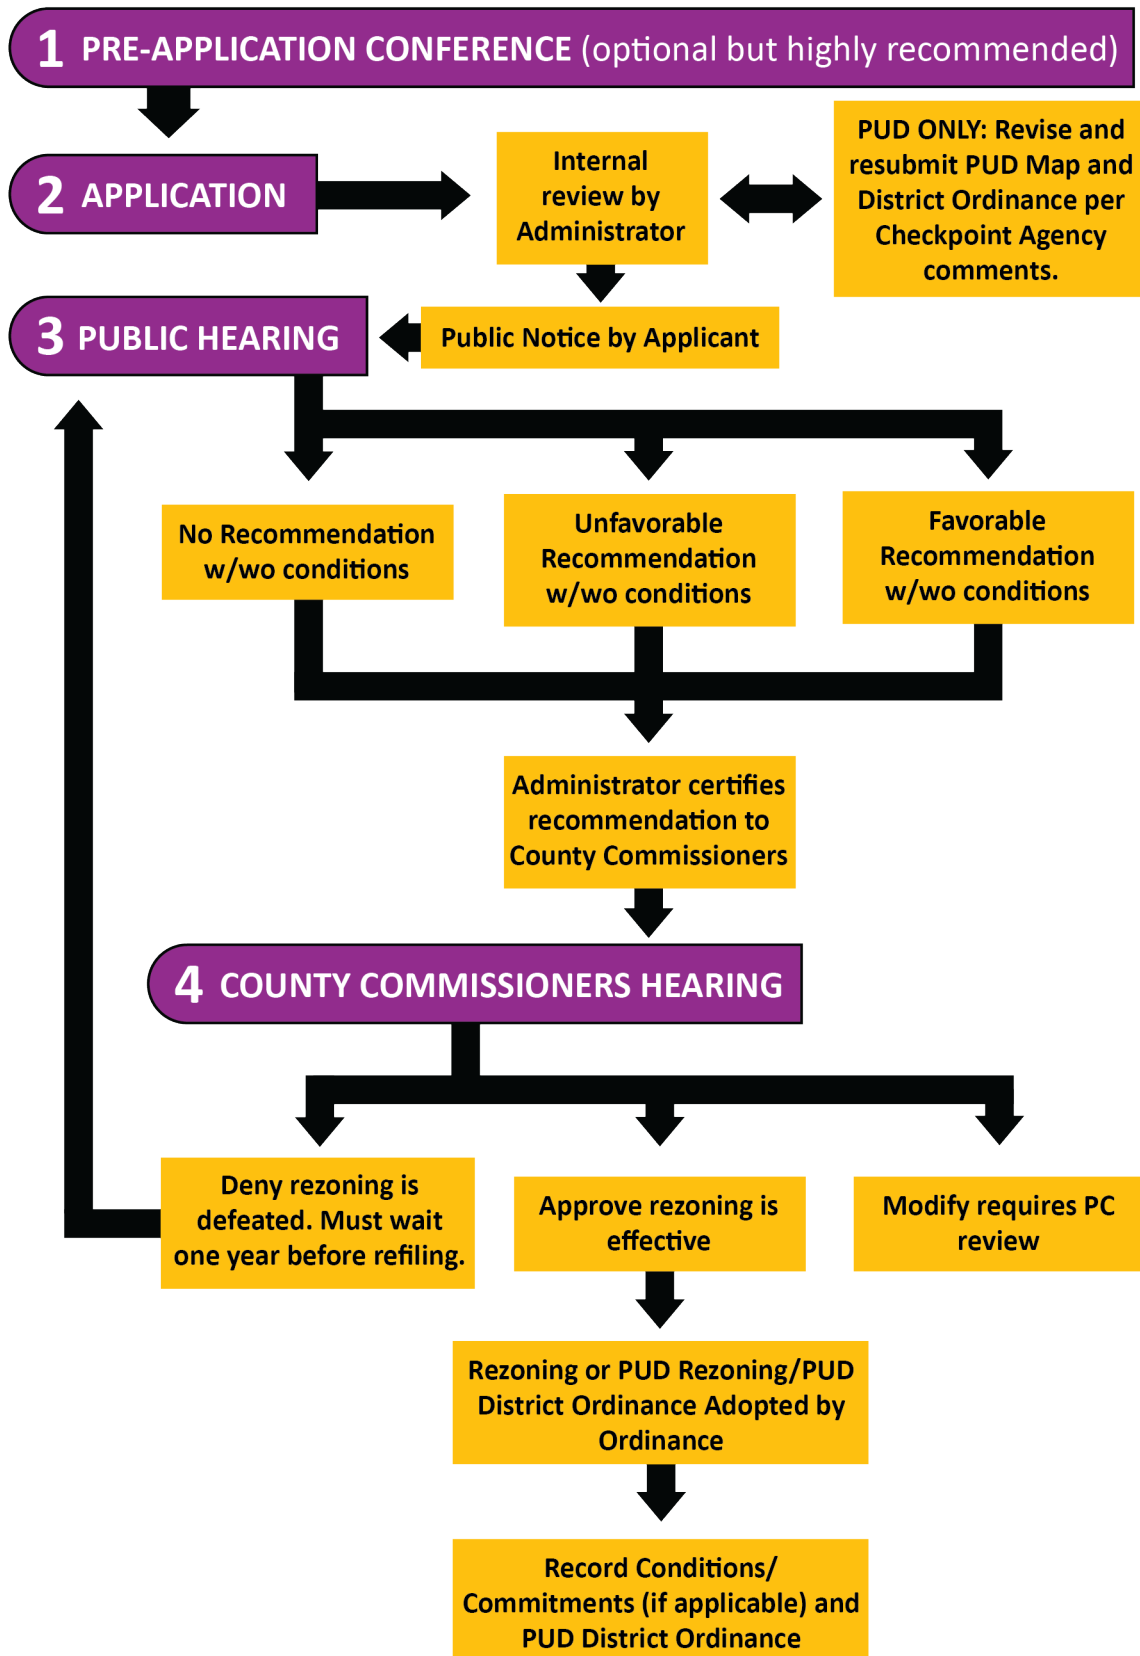 1 PRE-APPLICATION CONFERENCE (optional but highly recommended)
2 APPLICATION
Internal
review by
Administrator
PUD ONLY: Revise and
resubmit PUD Map and
District Ordinance per
Checkpoint Agency
comments.
3 PUBLIC HEARING
Public Notice by Applicant
No Recommendation
w/wo conditions
Unfavorable
Recommendation
w/wo conditions
Favorable
Recommendation
w/wo conditions
Administrator certifies
recommendation to
County Commissioners
4 COUNTY COMMISSIONERS HEARING
Deny rezoning is
defeated. Must wait
one year before refiling.
Approve rezoning is
effective
Modify requires PC
review
Rezoning or PUD Rezoning/PUD
District Ordinance Adopted by
Ordinance
Record Conditions/
Commitments (if applicable) and
PUD District Ordinance